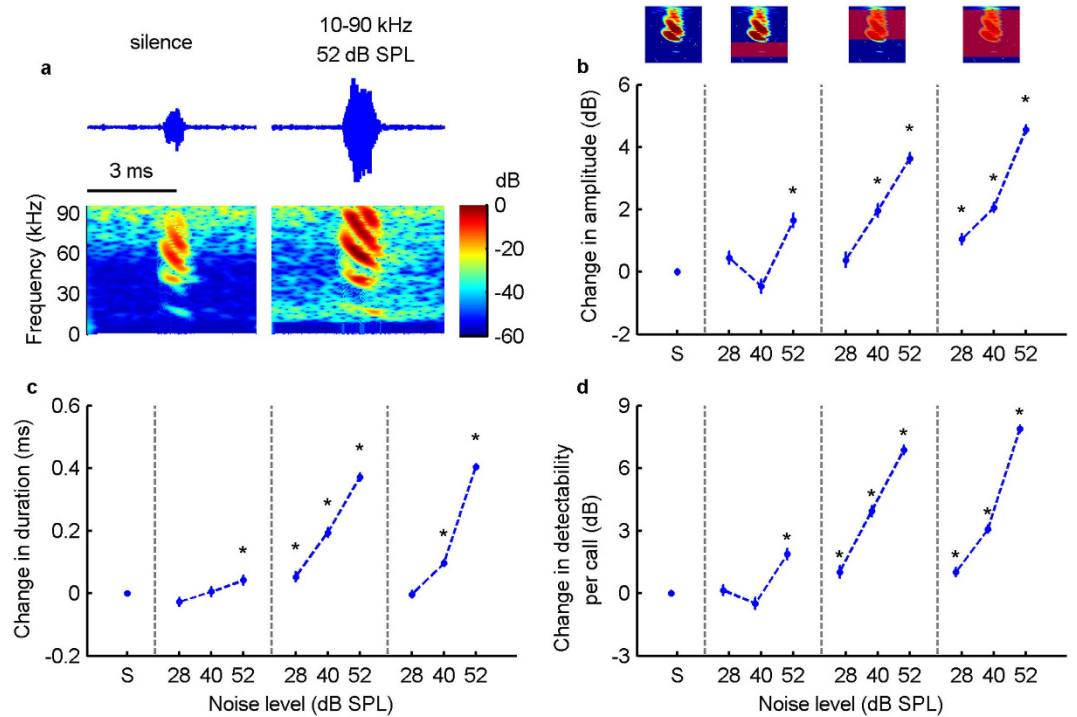 a
silence
10-90 kHz
52 dB SPL
3 ms
dB
0
-20
-40
-60
Frequency (kHz)
90
60
30
0
b
Change in amplitude (dB)
6
4
2
0
-2
*
*
*
*
*
*
S
28 40 52
28 40 52
28 40 52
c
Change in duration (ms)
0.6
0.4
0.2
0
-0.2
*
*
*
*
*
*
S
28 40 52
28 40 52
28 40 52
Noise level (dB SPL)
d
Change in detectability
per call (dB)
9
6
3
0
-3
*
*
*
*
*
*
*
S
28 40 52
28 40 52
28 40 52
Noise level (dB SPL)